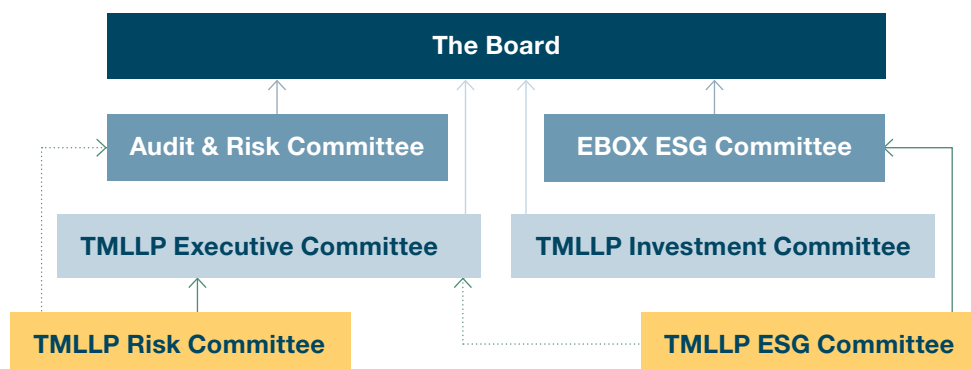 The Board
Audit & Risk Committee
EBOX ESG Committee
TMLLP Executive Committee
TMLLP Investment Committee
TMLLP Risk Committee
TMLLP ESG Committee